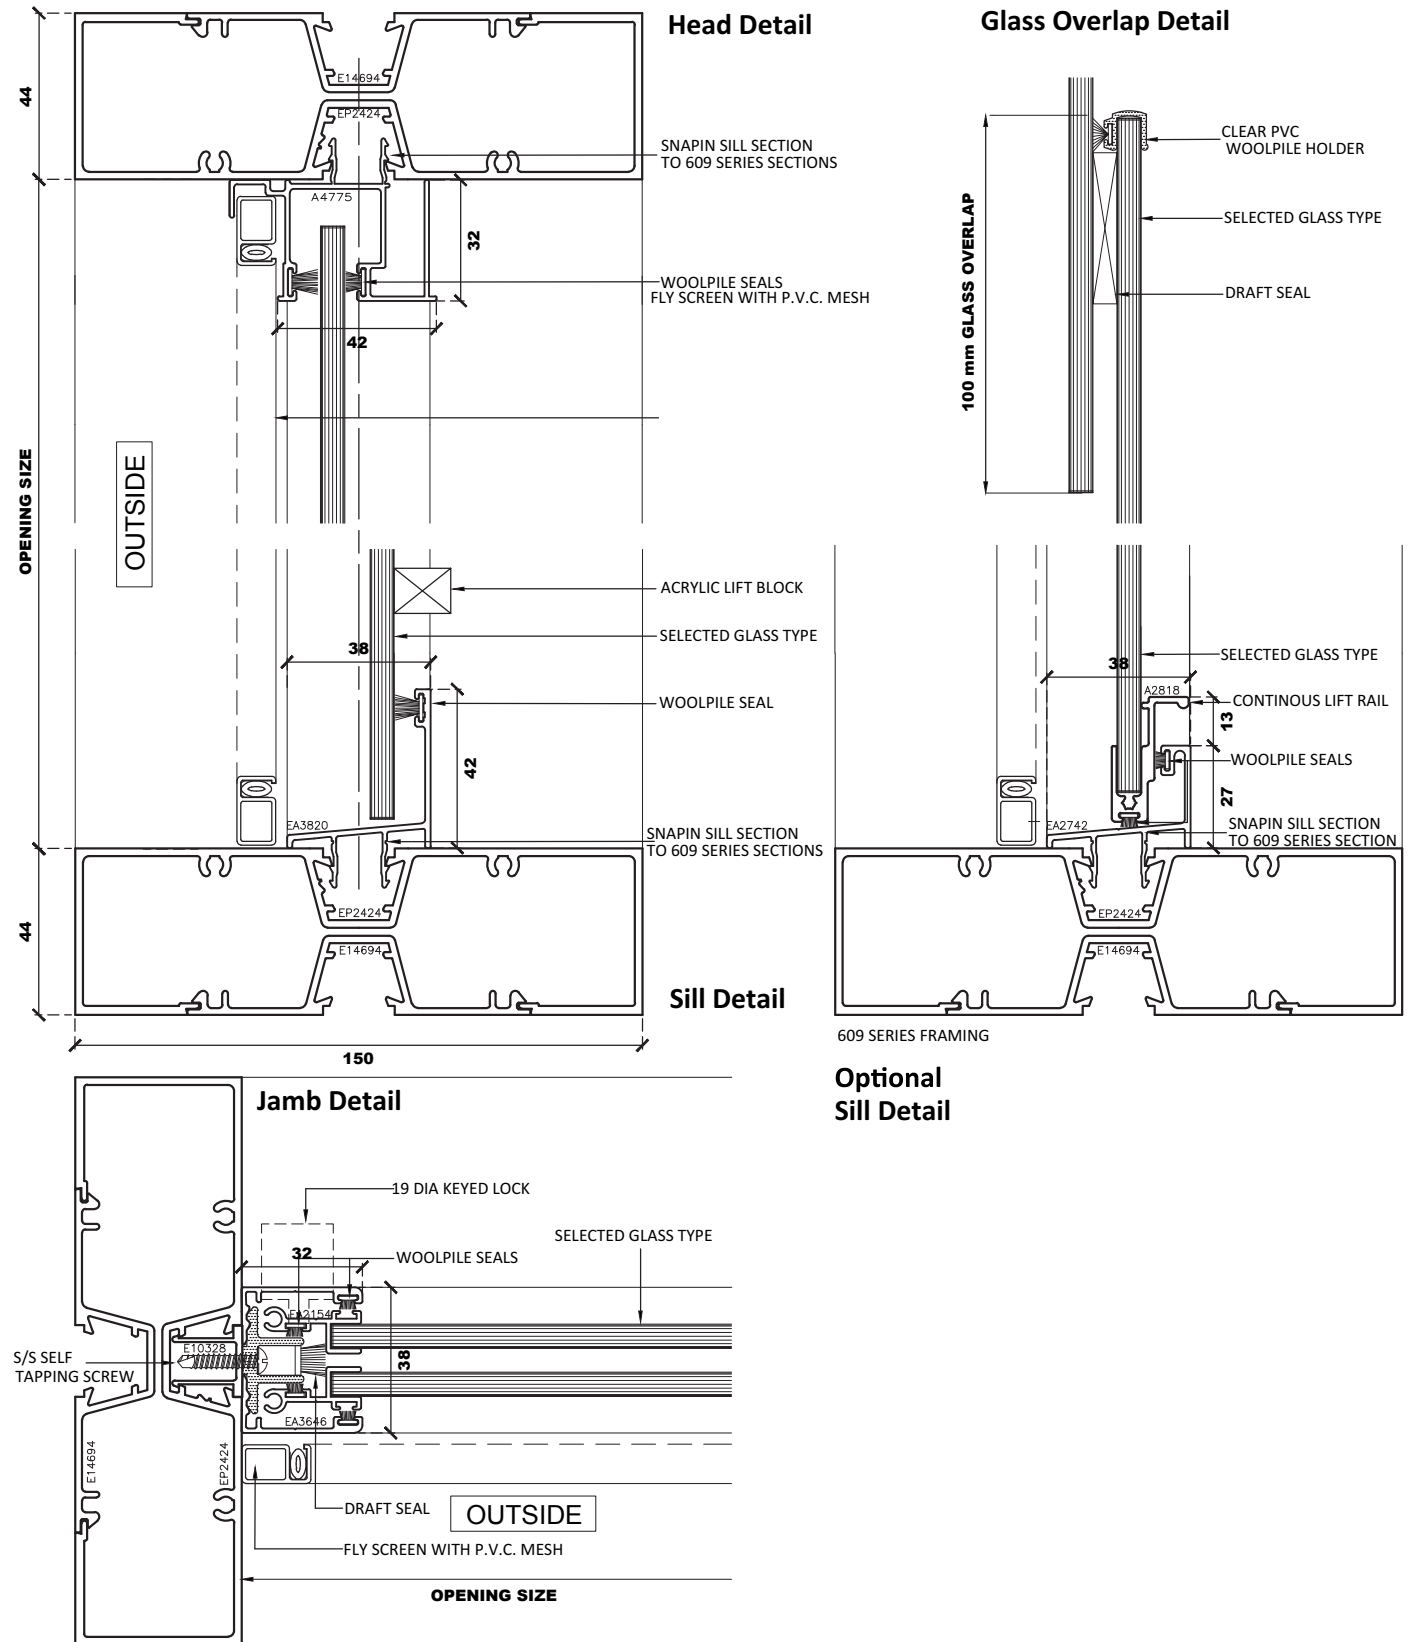 Head Detail
Glass Overlap Detail
44
E14694
EP2424
SNAPIN SILL SECTION
TO 609 SERIES SECTIONS
A4775
32
WOOLPILE SEALS
FLY SCREEN WITH P.V.C. MESH
42
CLEAR PVC
WOOLPILE HOLDER
100 mm GLASS OVERLAP
SELECTED GLASS TYPE
DRAFT SEAL
OPENING SIZE
OUTSIDE
ACRYLIC LIFT BLOCK
SELECTED GLASS TYPE
38
WOOLPILE SEAL
42
EA3820
SNAPIN SILL SECTION
TO 609 SERIES SECTIONS
EP2424
E14694
44
Sill Detail
150
SELECTED GLASS TYPE
38
A2818
CONTINOUS LIFT RAIL
13
WOOLPILE SEALS
27
EA2742
SNAPIN SILL SECTION
TO 609 SERIES SECTION
EP2424
E14694
609 SERIES FRAMING
Optional
Sill Detail
Jamb Detail
19 DIA KEYED LOCK
SELECTED GLASS TYPE
32
WOOLPILE SEALS
EA2154
E10328
S/S SELF
TAPPING SCREW
38
EA3646
E14694
EP2424
DRAFT SEAL
OUTSIDE
FLY SCREEN WITH P.V.C. MESH
OPENING SIZE